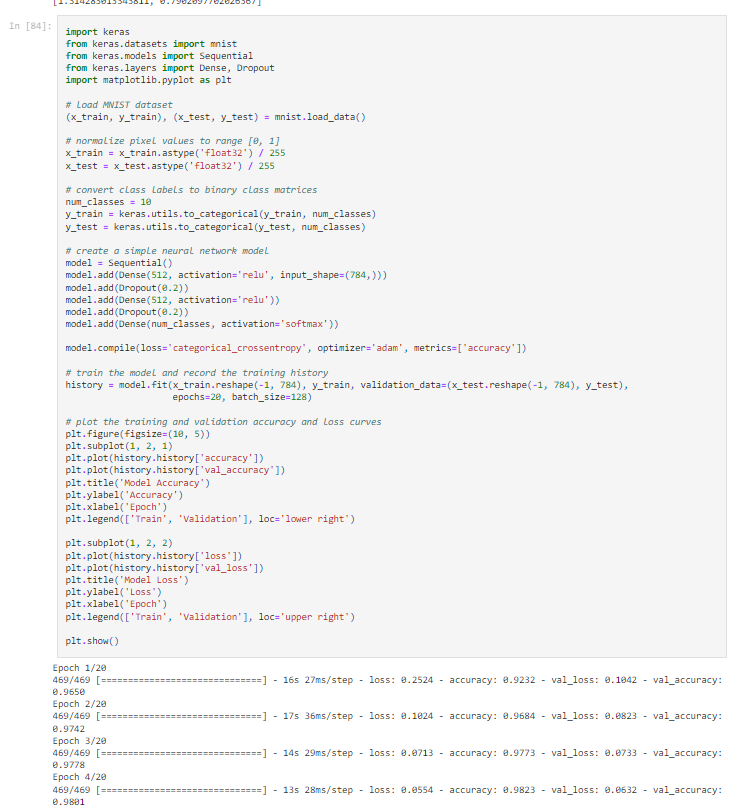 In [84]:
import keras
from keras.datasets import mnist
from keras.models import Sequential
from keras.layers import Dense, Dropout
import matplotlib.pyplot as plt
# load MNIST dataset
(x_train, y_train), (x_test, y_test) = mnist.load_data()
# normalize pixel values to range [0, 1]
x_train = x_train.astype('float32') / 255
x_test = x_test.astype('float32') / 255
# convert class labels to binary class matrices
num_classes = 10
y_train = keras.utils.to_categorical(y_train, num_classes)
y_test = keras.utils.to_categorical(y_test, num_classes)
# create a simple neural network model
model = Sequential()
model.add(Dense(512, activation='relu', input_shape=(784,)))
model.add(Dropout(0.2))
model.add(Dense(512, activation='relu'))
model.add(Dropout(0.2))
model.add(Dense(num_classes, activation='softmax'))
model.compile(loss='categorical_crossentropy', optimizer='adam', metrics=['accuracy'])
# train the model and record the training history
history = model.fit(x_train.reshape(-1, 784), y_train, validation_data=(x_test.reshape(-1, 784), y_test),
epochs=20, batch_size=128)
# plot the training and validation accuracy and loss curves
plt.figure(figsize=(10, 5))
plt.subplot(1, 2, 1)
plt.plot(history.history['accuracy'])
plt.plot(history.history['val_accuracy'])
plt.title('Model Accuracy')
plt.ylabel('Accuracy')
plt.xlabel('Epoch')
plt.legend(['Train', 'Validation'], loc='lower right')
plt.subplot(1, 2, 2)
plt.plot(history.history['loss'])
plt.plot(history.history['val_loss'])
plt.title('Model Loss')
plt.ylabel('Loss')
plt.xlabel('Epoch')
plt.legend(['Train', 'Validation'], loc='upper right')
plt.show()
Epoch 1/20
469/469 [==============================] - 16s 27ms/step - loss: 0.2524 - accuracy: 0.9232 - val_loss: 0.1042 - val_accuracy:
0.9650
Epoch 2/20
469/469 [==============================] - 17s 36ms/step - loss: 0.1024 - accuracy: 0.9684 - val_loss: 0.0823 - val_accuracy:
0.9742
Epoch 3/20
469/469 [==============================] - 14s 29ms/step - loss: 0.0713 - accuracy: 0.9773 - val_loss: 0.0733 - val_accuracy:
0.9778
Epoch 4/20
469/469 [==============================] - 13s 28ms/step - loss: 0.0554 - accuracy: 0.9823 - val_loss: 0.0632 - val_accuracy:
0.9801